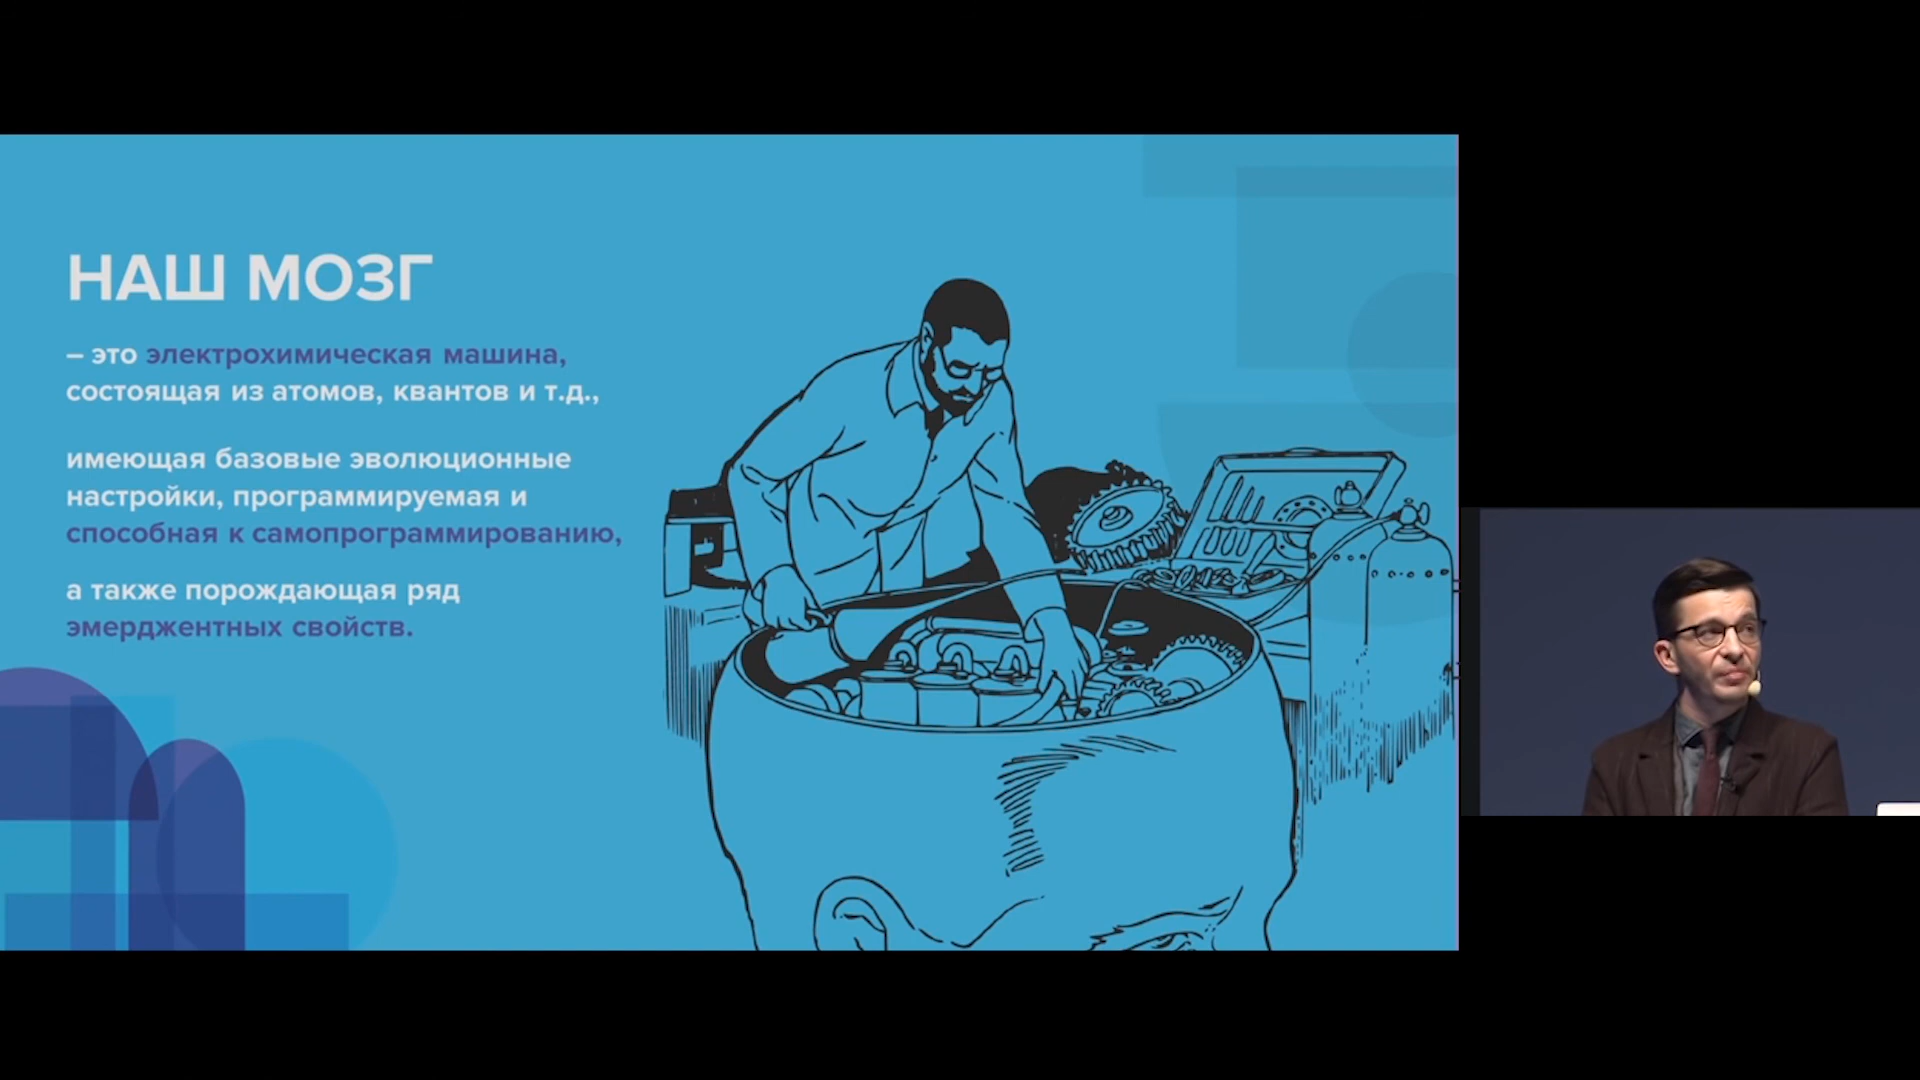 НАШ МОЗГ
– это электрохимическая машина,
состоящая из атомов, квантов и т.д.,
имеющая базовые эволюционные
настройки, программируемая и
способная к самопрограммированию,
а также порождающая ряд
эмерджентных свойств.